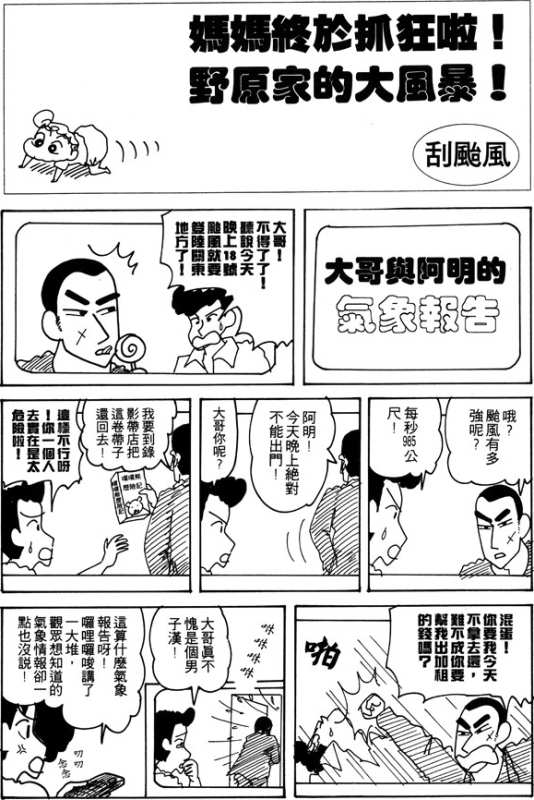 媽媽終於抓狂啦！
野原家的大風暴！
刮颱風
大哥與阿明的
氣象報告
大哥！
不得了了！
聽說今天
晚上18號
颱風就要
登陸關東
地方了！
哦？
颱風有多
強呢？
每秒985公
尺！
阿明！
今天晚上絕對
不能出門！
大哥你呢？
我要到錄
影帶店把
這卷帶子
還回去！
噗噗熊
歷險記
這樣不行呀
！你一個人
去實在是太
危險啦！
混蛋！
你要我今天
不拿去還，
難不成你要
幫我出加租
的錢嗎？
啪
大哥真不
愧是個男
子漢！
這算什麼氣象
報告呀！
囉哩囉唆講了
一大堆，
觀眾想知道的
氣象情報卻一
點也沒說！
叨叨